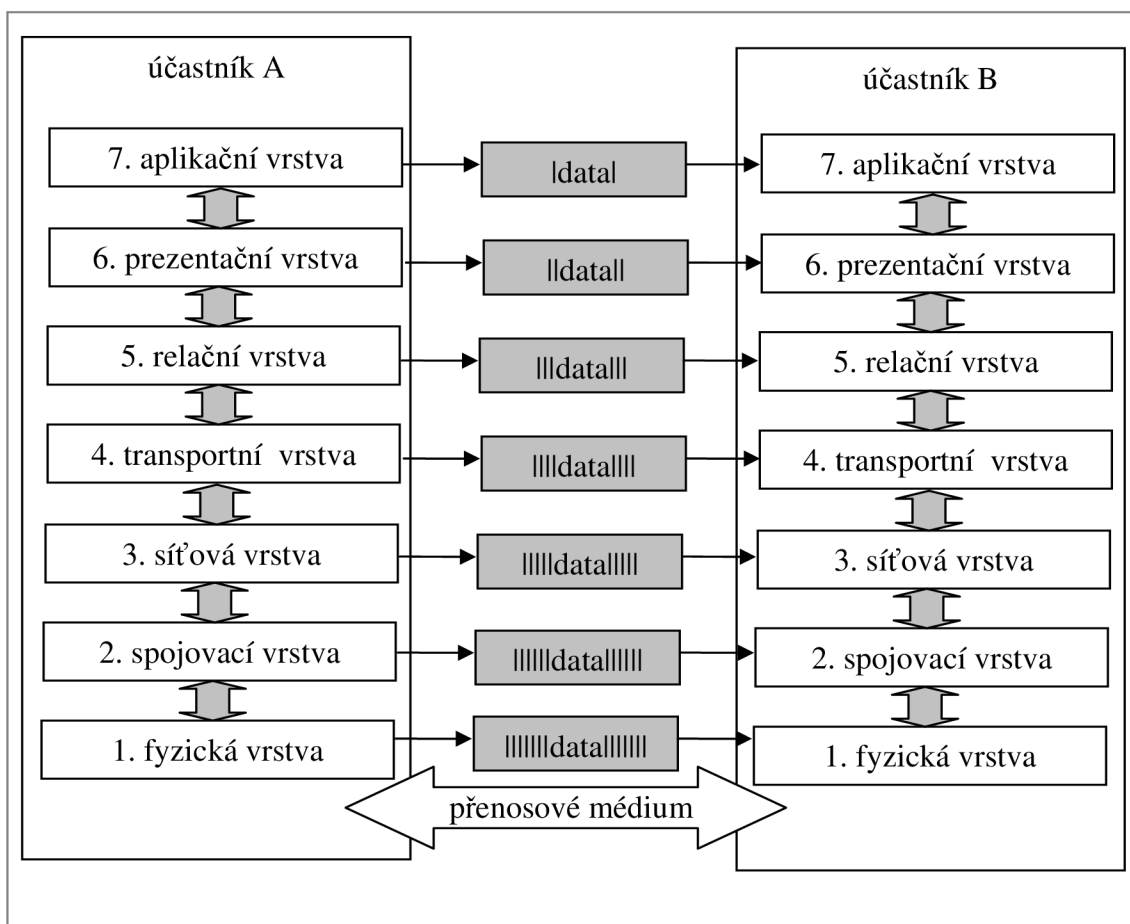 účastník A
účastník B
7. aplikační vrstva
|data|
7. aplikační vrstva
6. prezentační vrstva
||data||
6. prezentační vrstva
5. relační vrstva
|||data|||
5. relační vrstva
4. transportní  vrstva
||||data||||
4. transportní  vrstva
3. síťová vrstva
|||||data|||||
3. síťová vrstva
2. spojovací vrstva
||||||data||||||
2. spojovací vrstva
1. fyzická vrstva
|||||||data|||||||
1. fyzická vrstva
přenosové médium